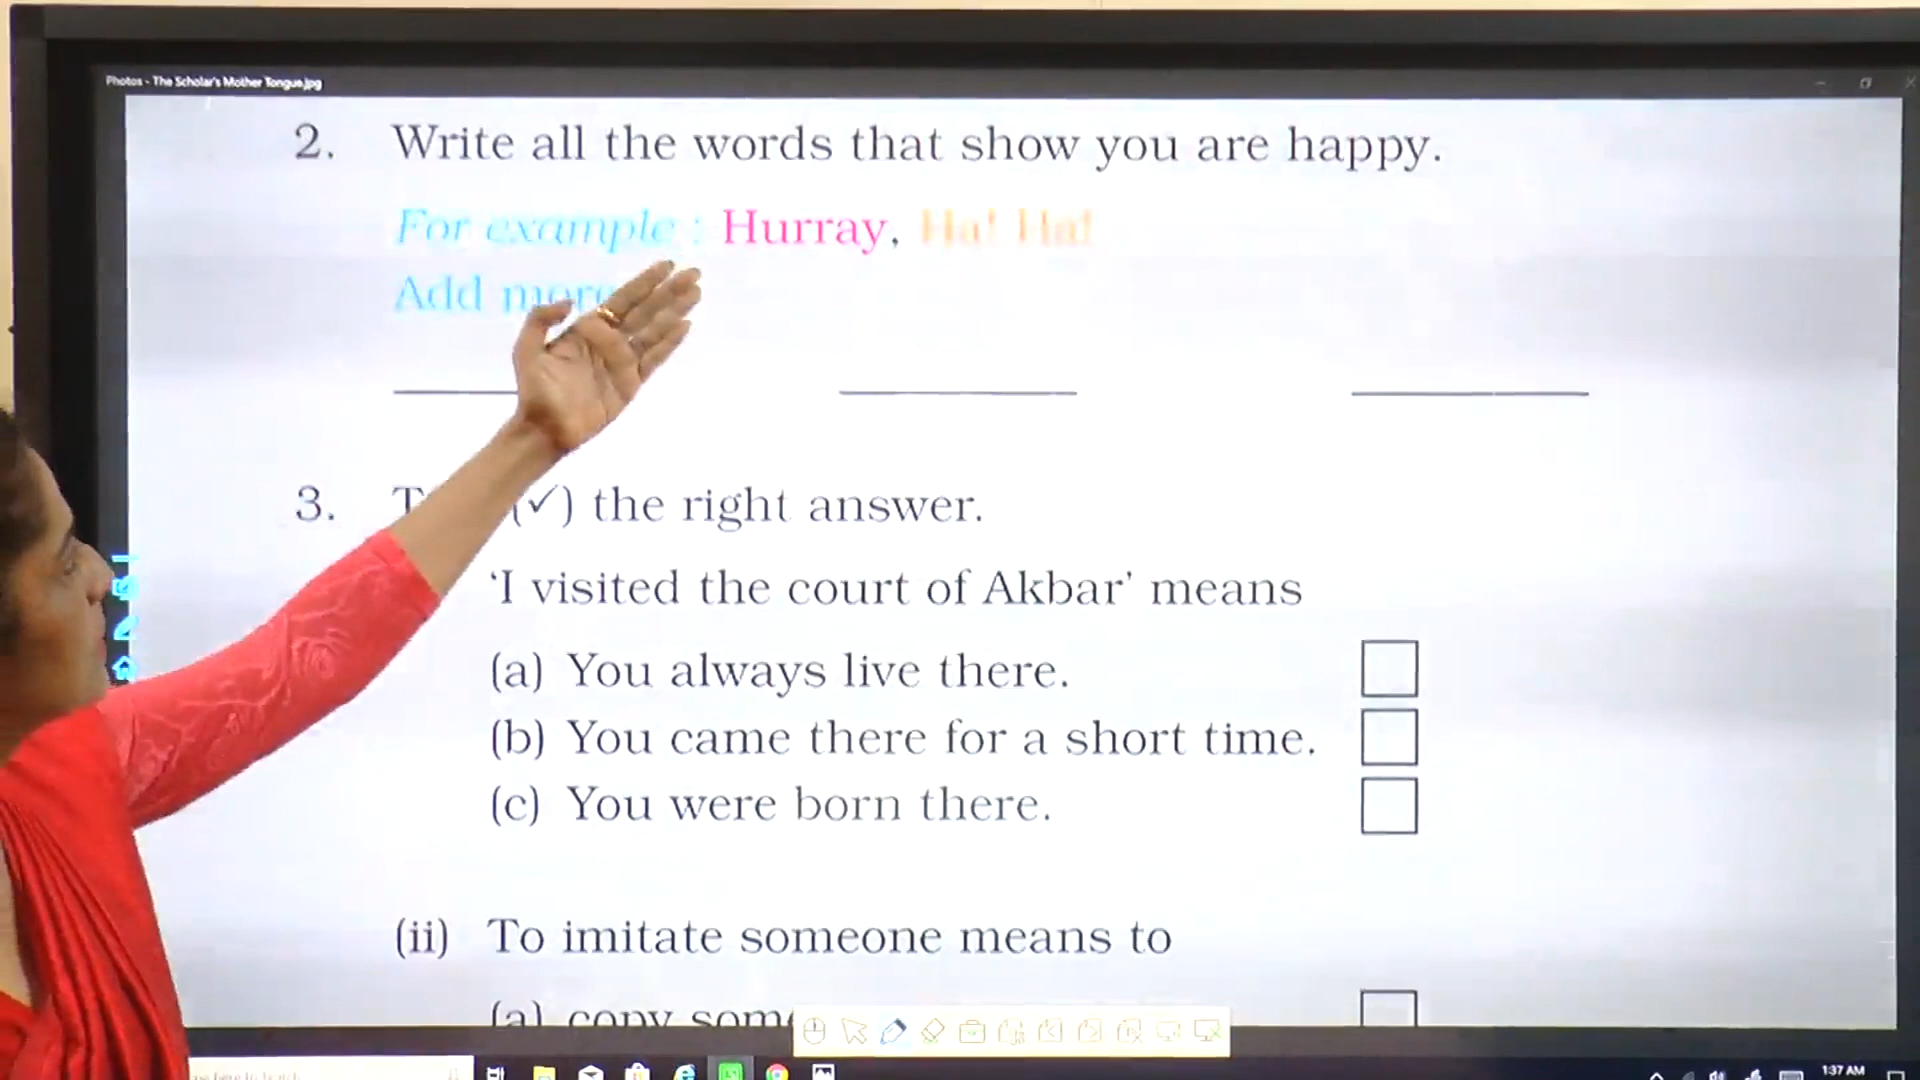 Photos - The Scholar's Mother Tongue.jpg
2. Write all the words that show you are happy.
For example : Hurray, Ha! Ha!
Add more
3. (✓) the right answer.
‘I visited the court of Akbar’ means
(a) You always live there.
(b) You came there for a short time.
(c) You were born there.
(ii) To imitate someone means to
(a) copy
1:37 AM